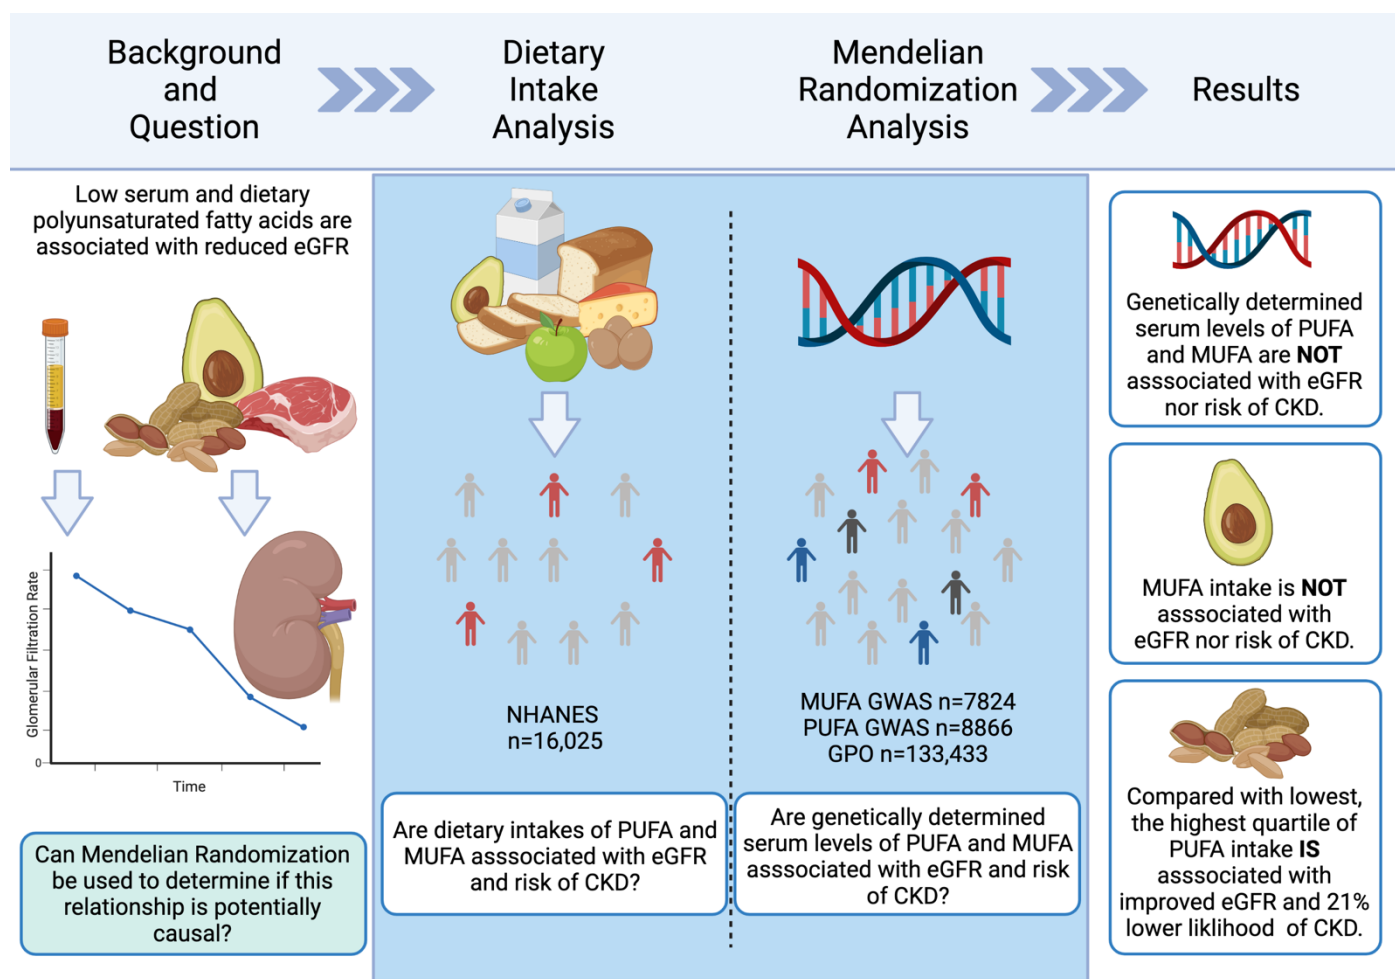 Background
and
Question
Dietary
Intake
Analysis
Mendelian
Randomization
Analysis
Results
Low serum and dietary
polyunsaturated fatty acids are
associated with reduced eGFR
Glomerular Filtration Rate
0
Time
Can Mendelian Randomization
be used to determine if this
relationship is potentially
causal?
NHANES
n=16,025
Are dietary intakes of PUFA and
MUFA asssociated with eGFR
and risk of CKD?
MUFA GWAS n=7824
PUFA GWAS n=8866
GPO n=133,433
Are genetically determined
serum levels of PUFA and MUFA
asssociated with eGFR and risk
of CKD?
Genetically determined
serum levels of PUFA
and MUFA are NOT
asssociated with eGFR
nor risk of CKD.
MUFA intake is NOT
asssociated with
eGFR nor risk of CKD.
Compared with lowest,
the highest quartile of
PUFA intake IS
asssociated with
improved eGFR and 21%
lower liklihood of CKD.